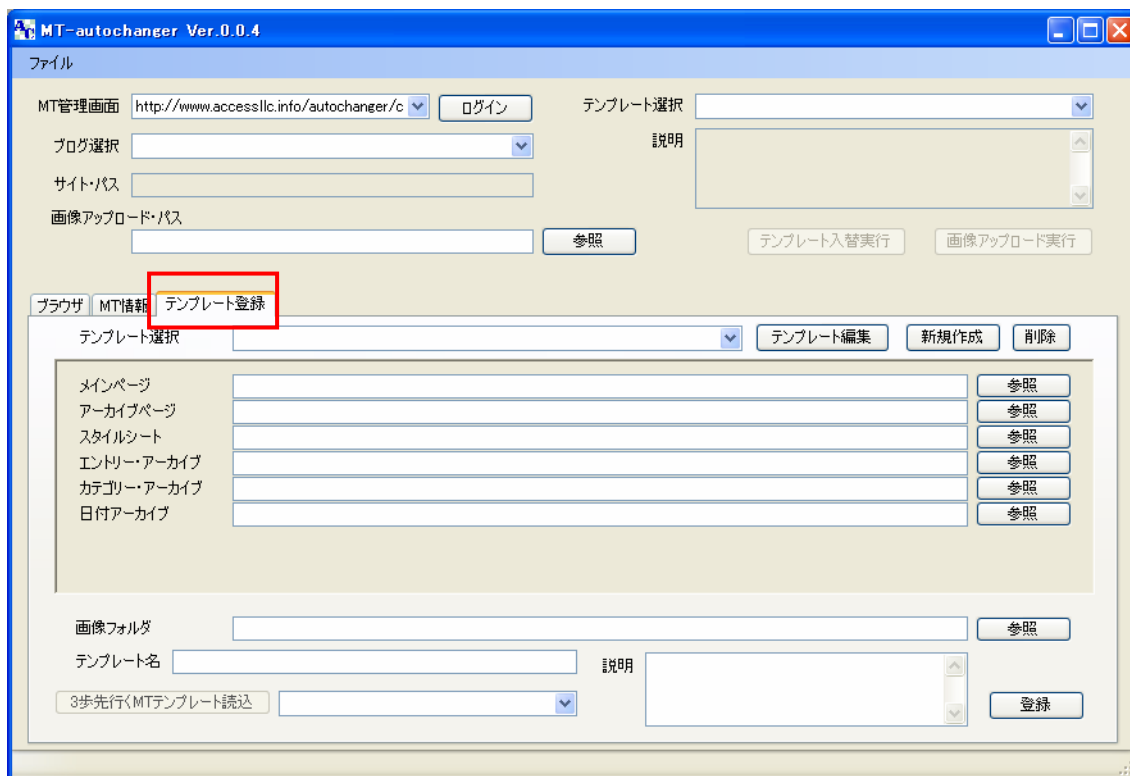 MT-autochanger Ver.0.0.4
ファイル
MT管理画面 http://www.accessllc.info/autochanger/c ログイン テンプレート選択
ブログ選択 説明
サイト・パス
画像アップロード・パス
参照 テンプレート入替実行 画像アップロード実行
ブラウザ MT情報 テンプレート登録
テンプレート選択 テンプレート編集 新規作成 削除
メインページ 参照
アーカイブページ 参照
スタイルシート 参照
エントリー・アーカイブ 参照
カテゴリー・アーカイブ 参照
日付アーカイブ 参照
画像フォルダ 参照
テンプレート名 説明
3歩先行くMTテンプレート読込 登録